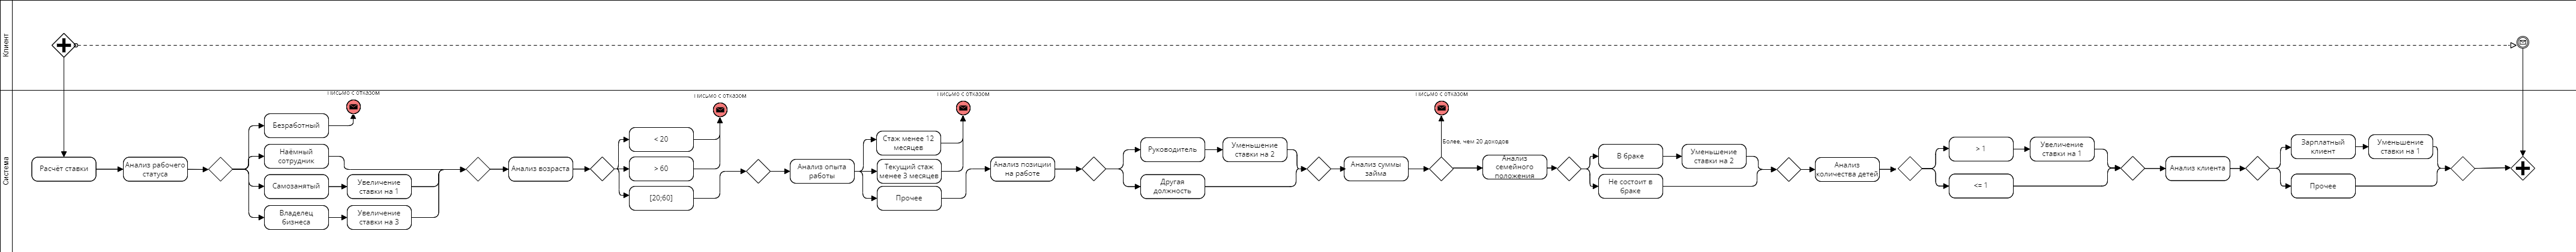 Клиент
Система
Расчёт ставки
Анализ рабочего
статуса
Безработный
Наёмный
сотрудник
Самозанятый
Владелец
бизнеса
Увеличение
ставки на 1
Увеличение
ставки на 3
Письмо с отказом
Анализ возраста
< 20
> 60
[20;60]
Письмо с отказом
Анализ опыта
работы
Стаж менее 12
месяцев
Текущий стаж
менее 3 месяцев
Прочее
Письмо с отказом
Анализ позиции
на работе
Руководитель
Уменьшение
ставки на 2
Другая
должность
Анализ суммы
займа
Письмо с отказом
Более, чем 20 доходов
Анализ
семейного
положения
В браке
Уменьшение
ставки на 2
Не состоит в
браке
Анализ
количества детей
> 1
Увеличение
ставки на 1
<= 1
Анализ клиента
Зарплатный
клиент
Уменьшение
ставки на 1
Прочее